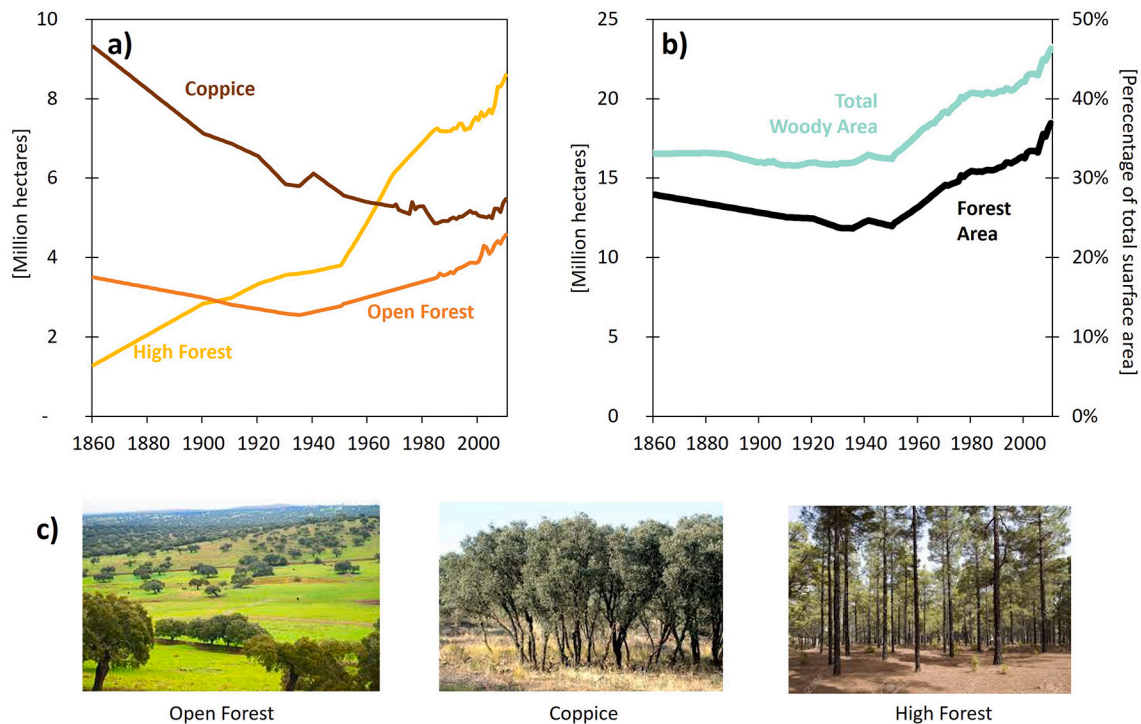 a)
10
8
6
4
2
-
[Million hectares]
Coppice
Open Forest
High Forest
1860 1880 1900 1920 1940 1960 1980 2000
b)
25
20
15
10
5
0
[Million hectares]
Total
Woody Area
Forest
Area
50%
40%
30%
20%
10%
0%
[Perecentage of total suarface area]
1860 1880 1900 1920 1940 1960 1980 2000
c)
Open Forest
Coppice
High Forest